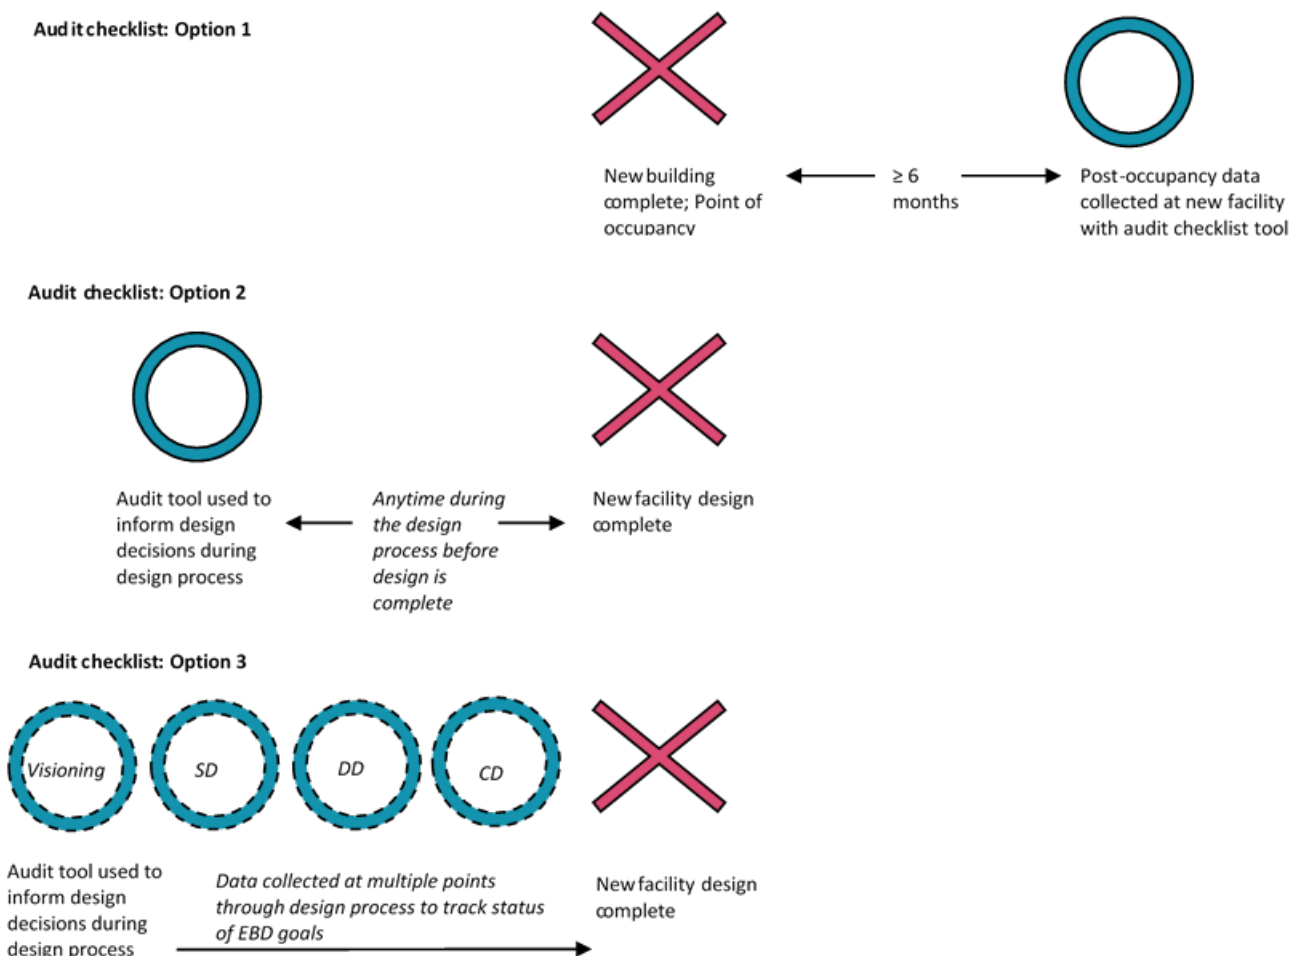 Audit checklist: Option 1
New building
complete; Point of
occupancy
≥ 6
months
Post-occupancy data
collected at new facility
with audit checklist tool
Audit checklist: Option 2
Audit tool used to
inform design
decisions during
design process
Anytime during
the design
process before
design is
complete
New facility design
complete
Audit checklist: Option 3
Visioning
SD
DD
CD
Audit tool used to
inform design
decisions during
design process
Data collected at multiple points
through design process to track status
of EBD goals
New facility design
complete